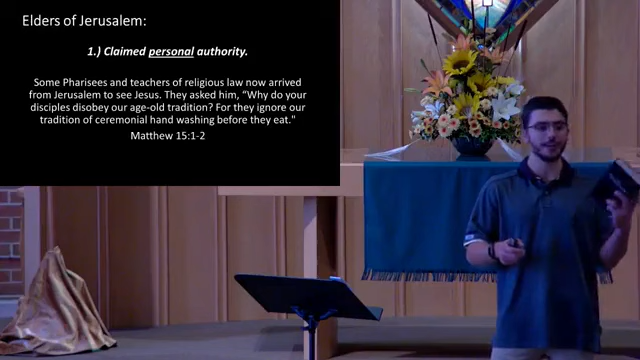 Elders of Jerusalem:
1.) Claimed personal authority.
Some Pharisees and teachers of religious law now arrived
from Jerusalem to see Jesus. They asked him, “Why do your
disciples disobey our age-old tradition? For they ignore our
tradition of ceremonial hand washing before they eat."
Matthew 15:1-2